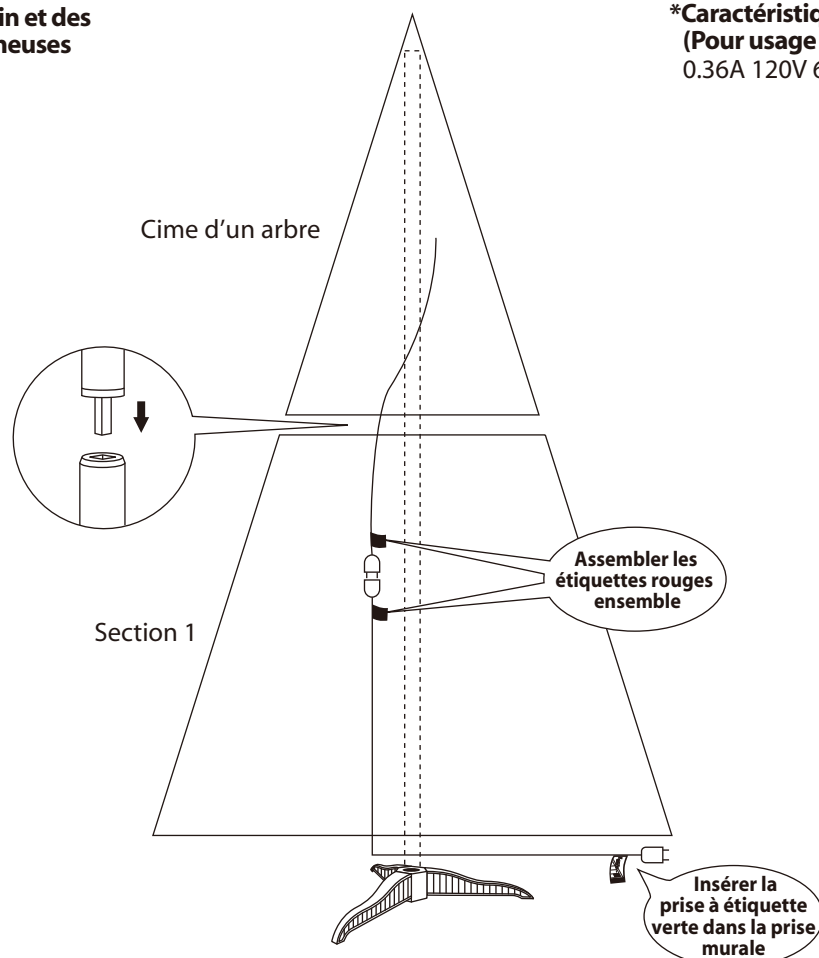 in et des
neuses
*Caractéristiq
(Pour usage
0.36A 120V 6
Cime d’un arbre
Assembler les
étiquettes rouges
ensemble
Section 1
Insérer la
prise à étiquette
verte dans la prise
murale